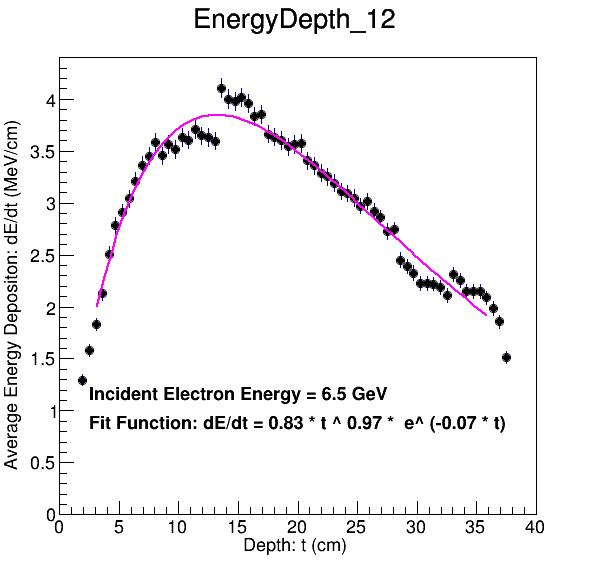 EnergyDepth_12
Average Energy Depositon: dE/dt (MeV/cm)
4
3.5
3
2.5
2
1.5
1
0.5
0
Incident Electron Energy = 6.5 GeV
Fit Function: dE/dt = 0.83 * t ^ 0.97 * e^ (-0.07 * t)
0 5 10 15 20 25 30 35 40
Depth: t (cm)